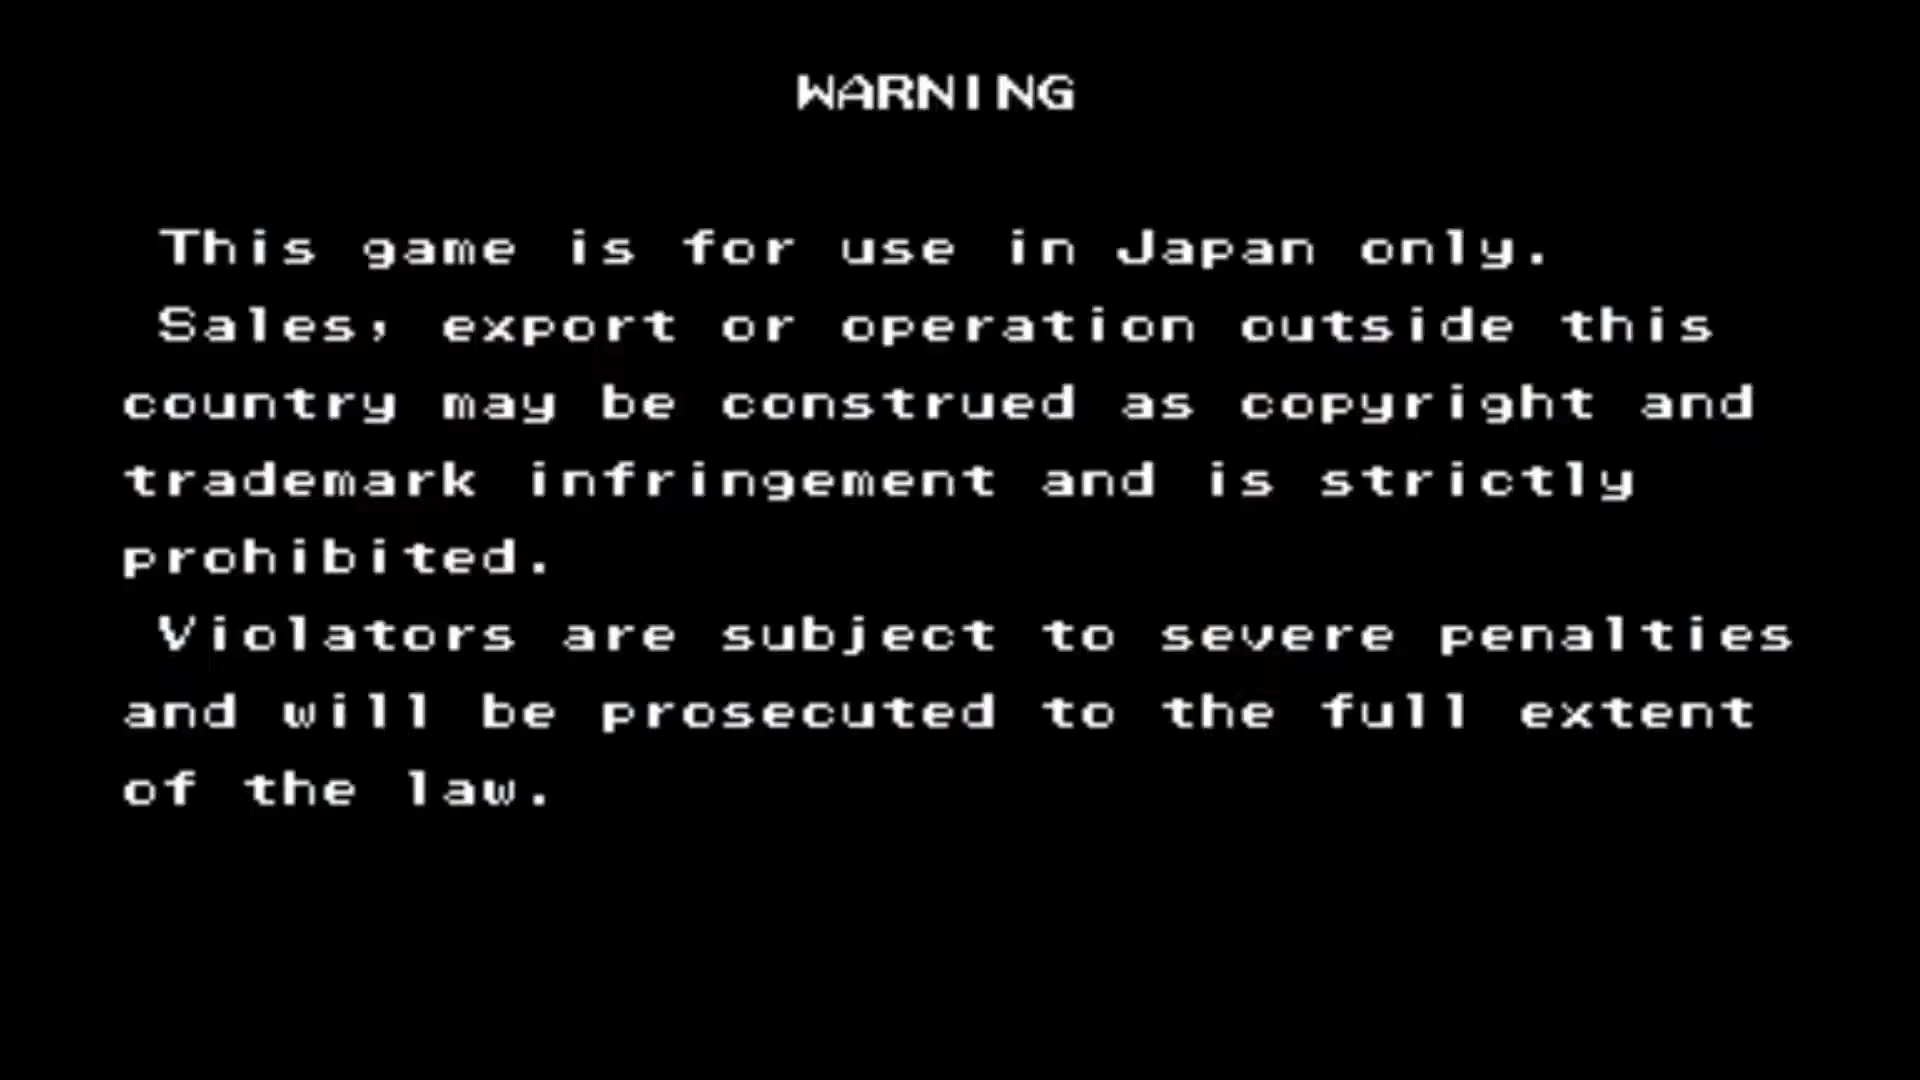 WARNING
This game is for use in Japan only.
Sales, export or operation outside this
country may be construed as copyright and
trademark infringement and is strictly
prohibited.
Violators are subject to severe penalties
and will be prosecuted to the full extent
of the law.